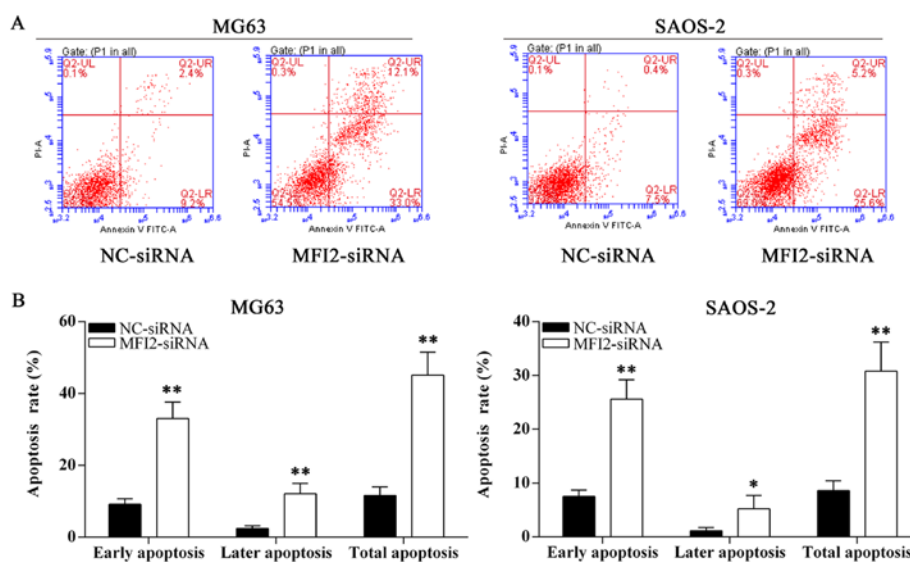 A
MG63
SAOS-2
Gate: (P1 in all)
Q2-UL
0.1%
Q2-UR
2.4%
Q2-LR
9.2%
PI-A
Annexin V FITC-A
NC-siRNA
Gate: (P1 in all)
Q2-UL
0.3%
Q2-UR
12.1%
Q2-LR
33.0%
PI-A
Annexin V FITC-A
MFI2-siRNA
Gate: (P1 in all)
Q2-UL
0.1%
Q2-UR
0.4%
Q2-LR
7.5%
PI-A
Annexin V FITC-A
NC-siRNA
Gate: (P1 in all)
Q2-UL
0.3%
Q2-UR
5.2%
Q2-LR
25.6%
PI-A
Annexin V FITC-A
MFI2-siRNA
B
MG63
NC-siRNA
MFI2-siRNA
Apoptosis rate (%)
60
40
20
0
**
**
**
Early apoptosis Later apoptosis Total apoptosis
SAOS-2
NC-siRNA
MFI2-siRNA
Apoptosis rate (%)
40
30
20
10
0
**
*
**
Early apoptosis Later apoptosis Total apoptosis